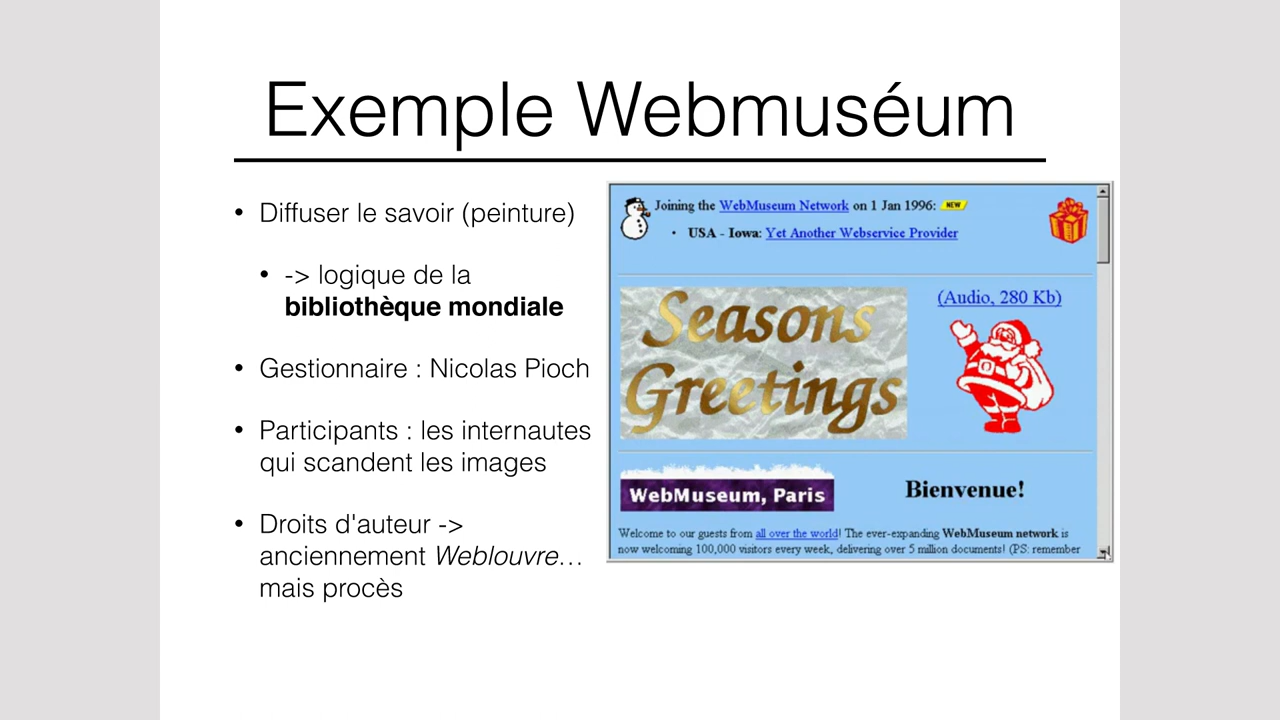 Exemple Webmuséum
• Diffuser le savoir (peinture)
• -> logique de la
bibliothèque mondiale
• Gestionnaire : Nicolas Pioch
• Participants : les internautes
qui scandent les images
• Droits d'auteur ->
anciennement Weblouvre…
mais procès
Joining the WebMuseum Network on 1 Jan 1996: NEW
• USA - Iowa: Yet Another Webservice Provider
Seasons
Greetings
(Audio, 280 Kb)
WebMuseum, Paris
Bienvenue!
Welcome to our guests from all over the world! The ever-expanding WebMuseum network is
now welcoming 100,000 visitors every week, delivering over 5 million documents! (PS: remember